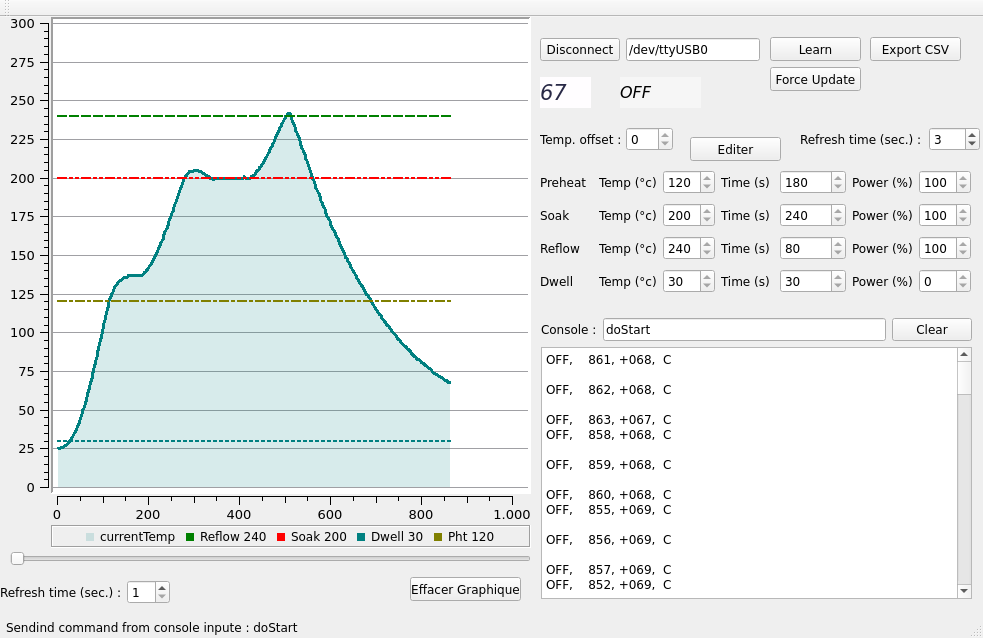 300
275
250
225
200
175
150
125
100
75
50
25
0
0 200 400 600 800 1.000
currentTemp Reflow 240 Soak 200 Dwell 30 Pht 120
Refresh time (sec.) : 1 Effacer Graphique
Disconnect /dev/ttyUSB0 Learn Export CSV
67 OFF Force Update
Temp. offset : 0 Editer Refresh time (sec.) : 3
Preheat Temp (°c) 120 Time (s) 180 Power (%) 100
Soak Temp (°c) 200 Time (s) 240 Power (%) 100
Reflow Temp (°c) 240 Time (s) 80 Power (%) 100
Dwell Temp (°c) 30 Time (s) 30 Power (%) 0
Console : doStart Clear
OFF, 861, +068, C
OFF, 862, +068, C
OFF, 863, +067, C
OFF, 858, +068, C
OFF, 859, +068, C
OFF, 860, +068, C
OFF, 855, +069, C
OFF, 856, +069, C
OFF, 857, +069, C
OFF, 852, +069, C
Sendind command from console inpute : doStart